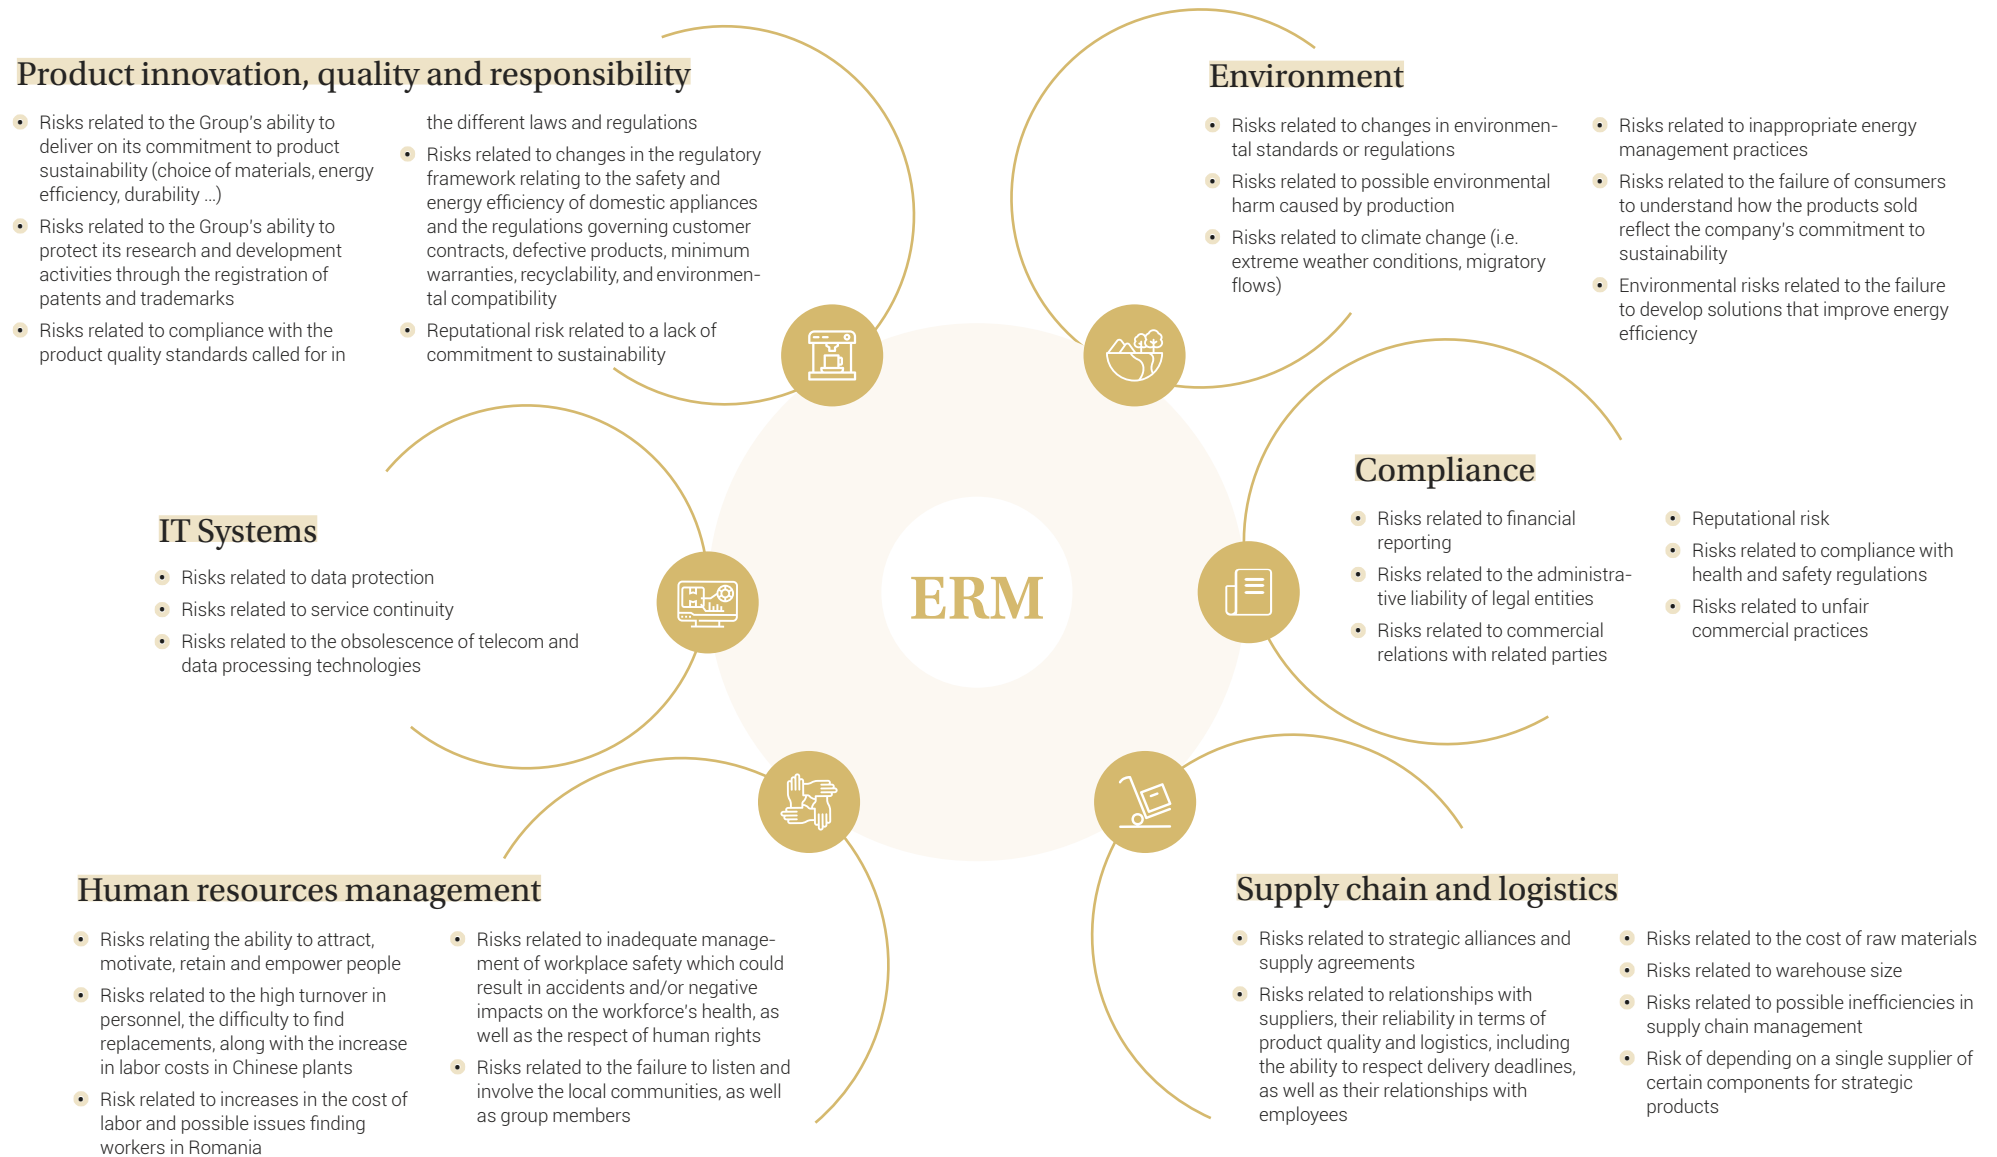 Product innovation, quality and responsibility
Risks related to the Group's ability to
deliver on its commitment to product
sustainability (choice of materials, energy
efficiency, durability ...)
Risks related to the Group's ability to
protect its research and development
activities through the registration of
patents and trademarks
Risks related to compliance with the
product quality standards called for in
the different laws and regulations
Risks related to changes in the regulatory
framework relating to the safety and
energy efficiency of domestic appliances
and the regulations governing customer
contracts, defective products, minimum
warranties, recyclability, and environmen-
tal compatibility
Reputational risk related to a lack of
commitment to sustainability
Environment
Risks related to changes in environmen-
tal standards or regulations
Risks related to possible environmental
harm caused by production
Risks related to climate change (i.e.
extreme weather conditions, migratory
flows)
Risks related to inappropriate energy
management practices
Risks related to the failure of consumers
to understand how the products sold
reflect the company's commitment to
sustainability
Environmental risks related to the failure
to develop solutions that improve energy
efficiency
IT Systems
Risks related to data protection
Risks related to service continuity
Risks related to the obsolescence of telecom and
data processing technologies
ERM
Compliance
Risks related to financial
reporting
Risks related to the administra-
tive liability of legal entities
Risks related to commercial
relations with related parties
Reputational risk
Risks related to compliance with
health and safety regulations
Risks related to unfair
commercial practices
Human resources management
Risks relating the ability to attract,
motivate, retain and empower people
Risks related to the high turnover in
personnel, the difficulty to find
replacements, along with the increase
in labor costs in Chinese plants
Risk related to increases in the cost of
labor and possible issues finding
workers in Romania
Risks related to inadequate manage-
ment of workplace safety which could
result in accidents and/or negative
impacts on the workforce's health, as
well as the respect of human rights
Risks related to the failure to listen and
involve the local communities, as well
as group members
Supply chain and logistics
Risks related to strategic alliances and
supply agreements
Risks related to relationships with
suppliers, their reliability in terms of
product quality and logistics, including
the ability to respect delivery deadlines,
as well as their relationships with
employees
Risks related to the cost of raw materials
Risks related to warehouse size
Risks related to possible inefficiencies in
supply chain management
Risk of depending on a single supplier of
certain components for strategic
products